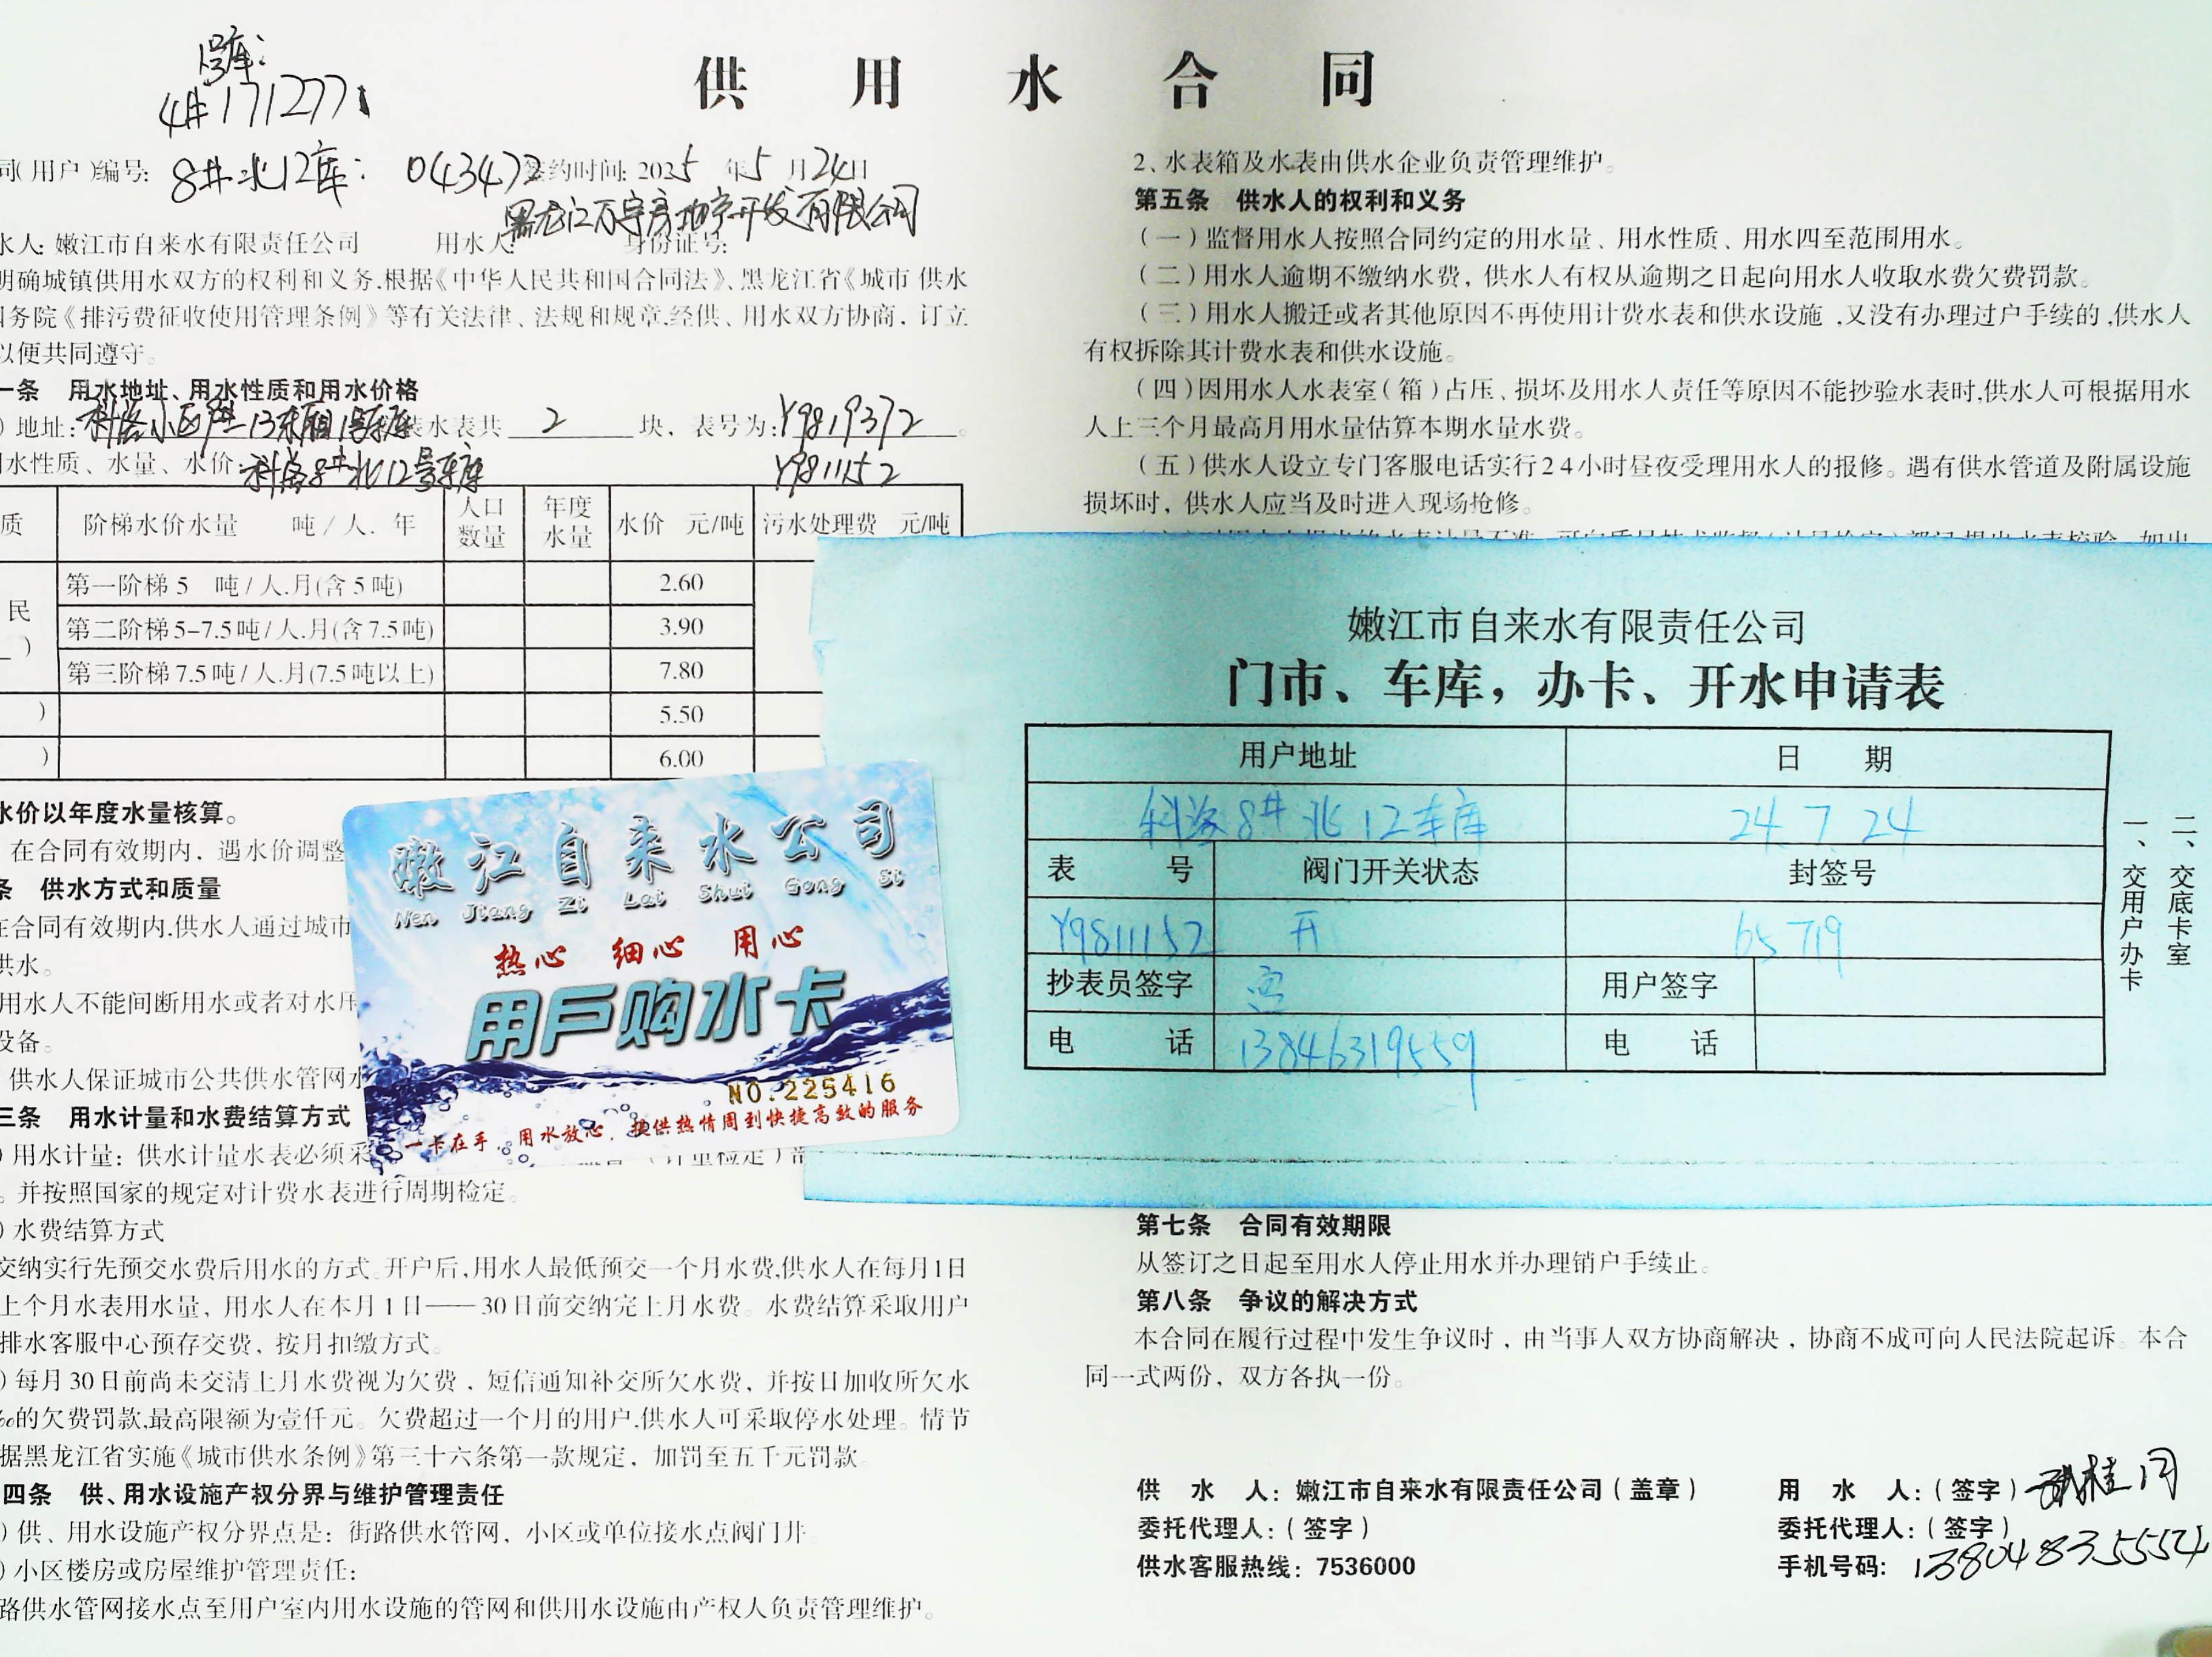 供用水合同
1号库:
4# 171277
同(用户)编号: 8# 北12库: 043472 签约时间: 2025年5月24日
黑龙江万宇房地产开发有限公司
水人: 嫩江市自来水有限责任公司 用水人: 身份证号:
明确城镇供用水双方的权利和义务.根据《中华人民共和国合同法》、黑龙江省《城市 供水
务院《排污费征收使用管理条例》等有关法律、法规和规章,经供、用水双方协商，订立
以便共同遵守。
一条 用水地址、用水性质和用水价格
)地址: 科洛小区 13东 1号车库 装水表共 2 块，表号为: Y9819372。
水性质、水量、水价: 科洛8#北12号车库 Y9811152
质 阶梯水价水量 吨/人.年 人口数量 年度水量 水价 元/吨 污水处理费 元/吨
民 第一阶梯5 吨/人.月(含5吨) 2.60
第二阶梯5-7.5吨/人.月(含7.5吨) 3.90
) 第三阶梯7.5吨/人.月(7.5吨以上) 7.80
) 5.50
) 6.00
水价以年度水量核算。
在合同有效期内，遇水价调整
条 供水方式和质量
在合同有效期内,供水人通过城市
供水。
用水人不能间断用水或者对水压
设备。
供水人保证城市公共供水管网水
三条 用水计量和水费结算方式
)用水计量：供水计量水表必须采
。并按照国家的规定对计费水表进行周期检定。
)水费结算方式
交纳实行先预交水费后用水的方式。开户后,用水人最低预交一个月水费,供水人在每月1日
上个月水表用水量，用水人在本月1日——30日前交纳完上月水费。水费结算采取用户
排水客服中心预存交费，按月扣缴方式。
)每月30日前尚未交清上月水费视为欠费，短信通知补交所欠水费，并按日加收所欠水
‰的欠费罚款,最高限额为壹仟元。欠费超过一个月的用户,供水人可采取停水处理。情节
据黑龙江省实施《城市供水条例》第三十六条第一款规定，加罚至五千元罚款。
四条 供、用水设施产权分界与维护管理责任
)供、用水设施产权分界点是：街路供水管网，小区或单位接水点阀门井
)小区楼房或房屋维护管理责任：
路供水管网接水点至用户室内用水设施的管网和供用水设施由产权人负责管理维护。
2、水表箱及水表由供水企业负责管理维护。
第五条 供水人的权利和义务
(一)监督用水人按照合同约定的用水量、用水性质、用水四至范围用水。
(二)用水人逾期不缴纳水费，供水人有权从逾期之日起向用水人收取水费欠费罚款。
(三)用水人搬迁或者其他原因不再使用计费水表和供水设施,又没有办理过户手续的,供水人
有权拆除其计费水表和供水设施。
(四)因用水人水表室(箱)占压、损坏及用水人责任等原因不能抄验水表时,供水人可根据用水
人上三个月最高月用水量估算本期水量水费。
(五)供水人设立专门客服电话实行24小时昼夜受理用水人的报修。遇有供水管道及附属设施
损坏时，供水人应当及时进入现场抢修。
嫩江市自来水有限责任公司
门市、车库，办卡、开水申请表
用户地址 日 期
科洛8#北12车库 24.7.24
表 号 阀门开关状态 封签号
Y9811152 开 65719
抄表员签字 用户签字
电 话 13846319559 电 话
一、交用户办卡
二、交底卡室
嫩江自来水公司
Nen Jiang Zi Lai Shui Gong Si
热心 细心 用心
用户购水卡
NO.225416
一卡在手，用水放心，提供热情周到快捷高效的服务
第七条 合同有效期限
从签订之日起至用水人停止用水并办理销户手续止。
第八条 争议的解决方式
本合同在履行过程中发生争议时，由当事人双方协商解决，协商不成可向人民法院起诉。本合
同一式两份，双方各执一份。
供 水 人：嫩江市自来水有限责任公司(盖章)
委托代理人：(签字)
供水客服热线：7536000
用 水 人：(签字)
委托代理人：(签字)
手机号码：13804835554